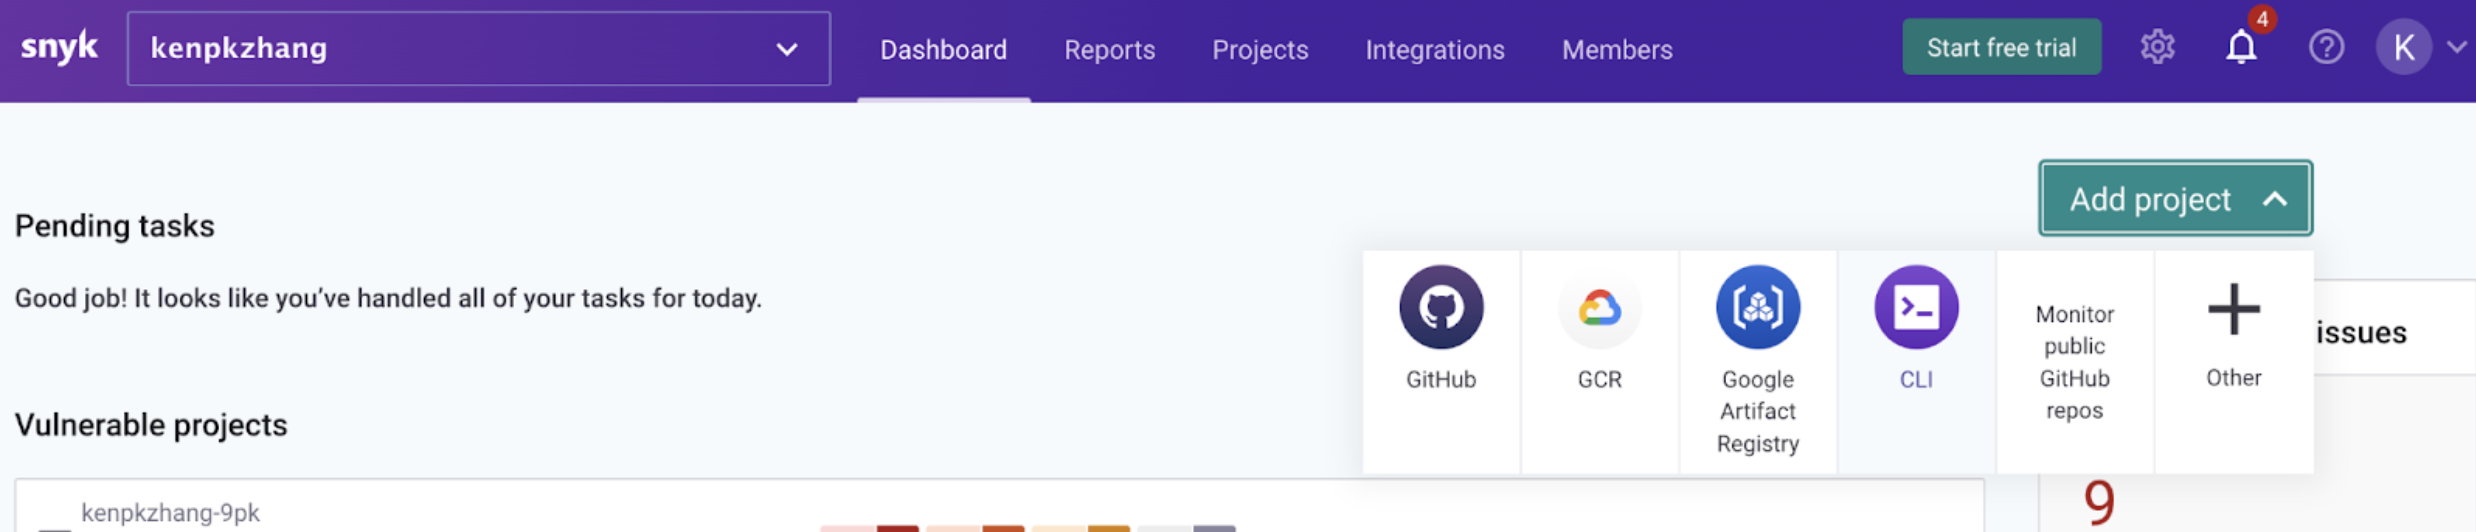 snyk
kenpkzhang
Dashboard
Reports
Projects
Integrations
Members
Start free trial
4
K
Add project
Pending tasks
Good job! It looks like you've handled all of your tasks for today.
GitHub
GCR
Google
Artifact
Registry
CLI
Monitor
public
GitHub
repos
Other
issues
Vulnerable projects
kenpkzhang-9pk
9